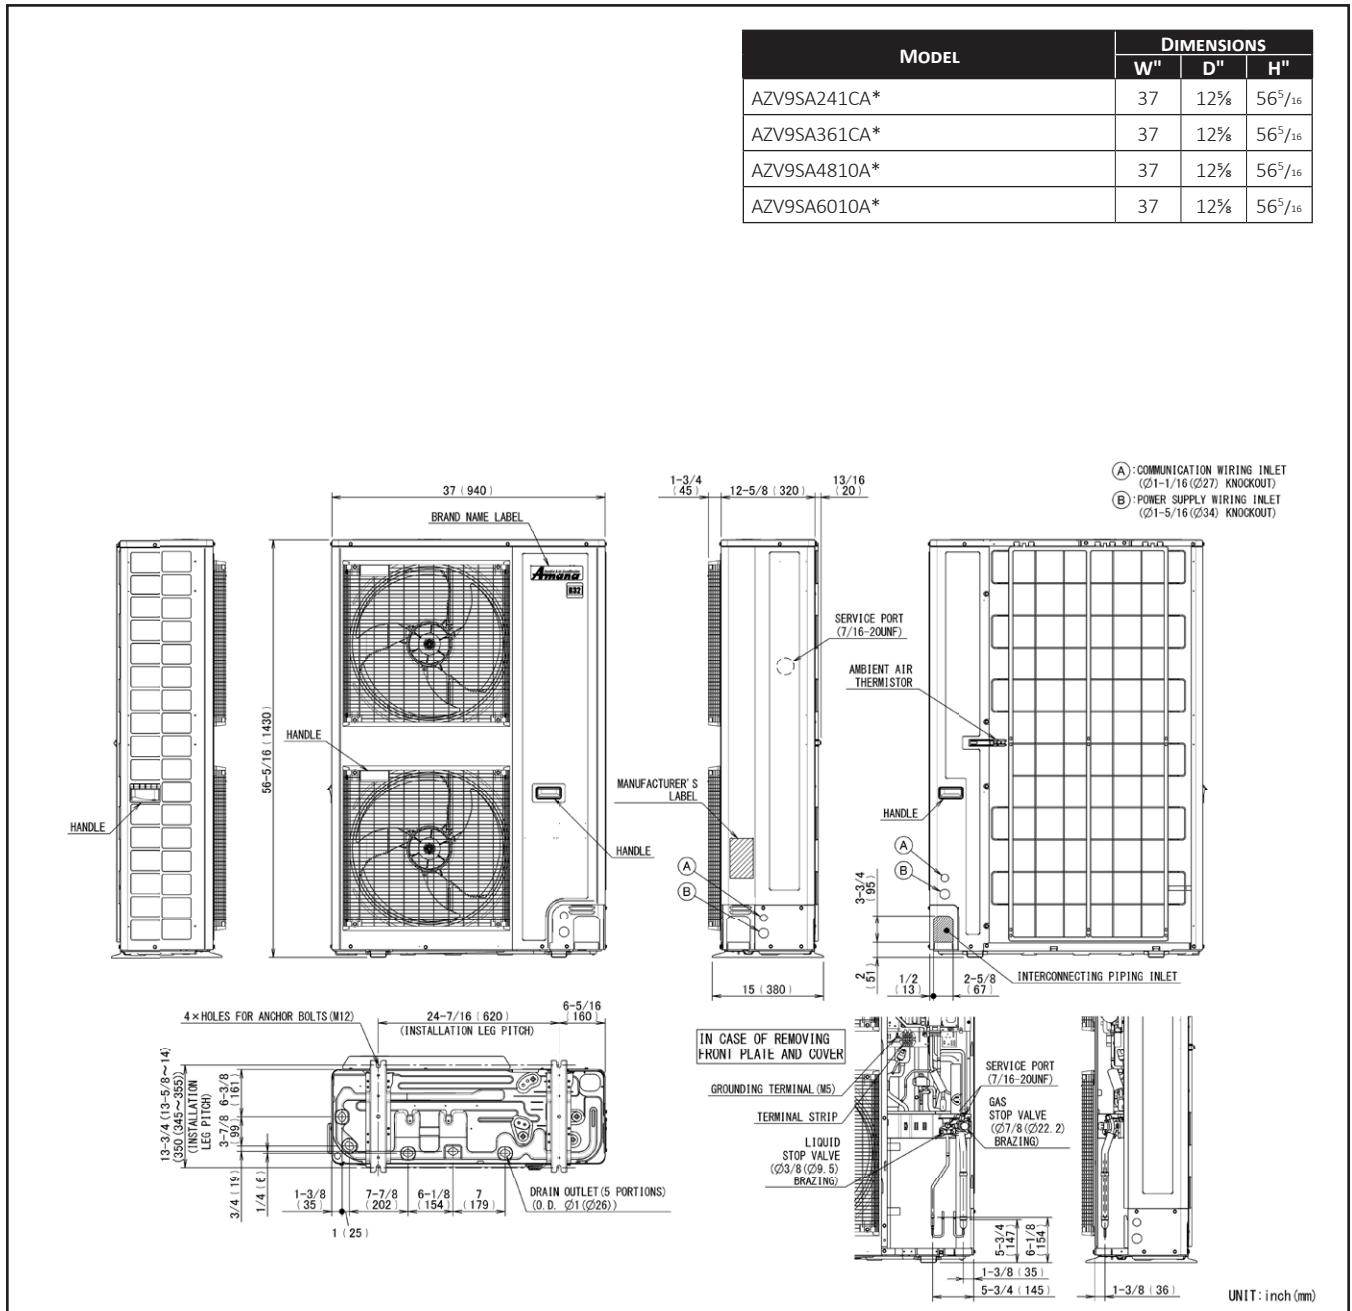 MODEL DIMENSIONS
W" D" H"
AZV9SA241CA* 37 12⅝ 56⁵/₁₆
AZV9SA361CA* 37 12⅝ 56⁵/₁₆
AZV9SA4810A* 37 12⅝ 56⁵/₁₆
AZV9SA6010A* 37 12⅝ 56⁵/₁₆
Ⓐ:COMMUNICATION WIRING INLET
(∅1-1/16(∅27) KNOCKOUT)
Ⓑ:POWER SUPPLY WIRING INLET
(∅1-5/16(∅34) KNOCKOUT)
37 (940)
BRAND NAME LABEL
Amana
R32
56-5/16 (1430)
HANDLE
HANDLE
HANDLE
1-3/4
(45)
12-5/8 (320)
13/16
(20)
SERVICE PORT
(7/16-20UNF)
AMBIENT AIR
THERMISTOR
MANUFACTURER'S
LABEL
HANDLE
A
B
A
B
15 (380)
3-3/4
(95)
2
(51)
1/2
(13)
2-5/8
(67)
INTERCONNECTING PIPING INLET
4×HOLES FOR ANCHOR BOLTS(M12)
24-7/16 (620)
(INSTALLATION LEG PITCH)
6-5/16
(160)
13-3/4 (13-5/8~14)
(350 (345~355))
(INSTALLATION
LEG PITCH)
6-3/8
(161)
3-7/8
(99)
3/4 (19)
1/4 (6)
1-3/8
(35)
7-7/8
(202)
6-1/8
(154)
7
(179)
1 (25)
DRAIN OUTLET(5 PORTIONS)
(O.D. ∅1(∅26))
IN CASE OF REMOVING
FRONT PLATE AND COVER
GROUNDING TERMINAL(M5)
TERMINAL STRIP
LIQUID
STOP VALVE
(∅3/8(∅9.5)
BRAZING)
SERVICE PORT
(7/16-20UNF)
GAS
STOP VALVE
(∅7/8(∅22.2)
BRAZING)
5-3/4
(147)
6-1/8
(154)
1-3/8 (35)
5-3/4 (145)
1-3/8 (36)
UNIT:inch(mm)